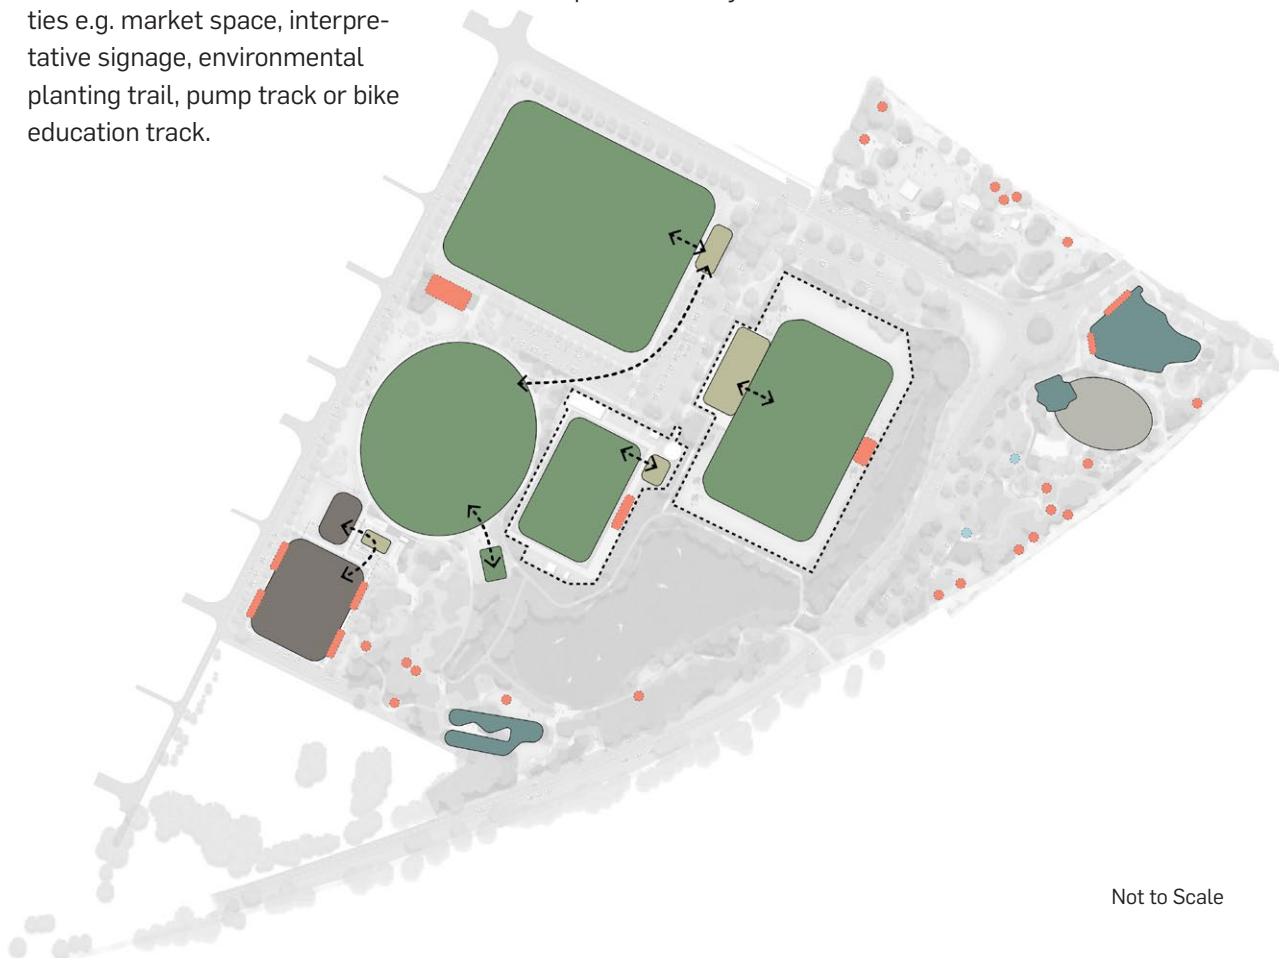 ties e.g. market space, interpre-
tative signage, environmental
planting trail, pump track or bike
education track.
Not to Scale